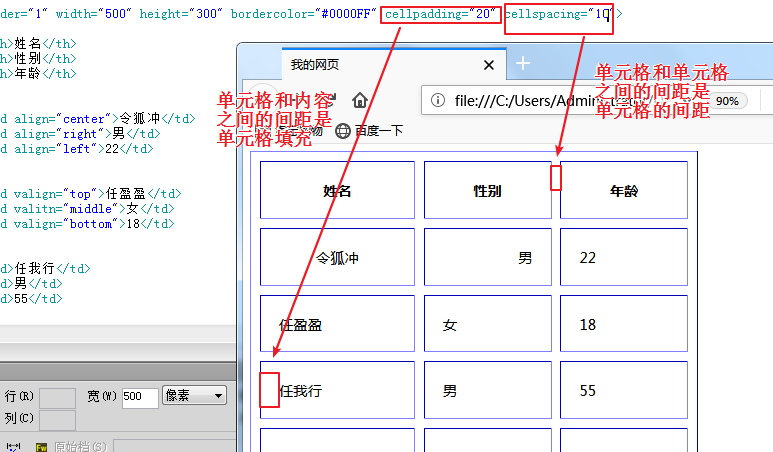 der="1" width="500" height="300" bordercolor="#0000FF" cellpadding="20" cellspacing="10">
h>姓名</th>
h>性别</th>
h>年龄</th>
d align="center">令狐冲</td>
d align="right">男</td>
d align="left">22</td>
d valign="top">任盈盈</td>
d valitn="middle">女</td>
d valign="bottom">18</td>
d>任我行</td>
d>男</td>
d>55</td>
我的网页
file:///C:/Users/Admin
90%
百度一下
单元格和内容
之间的间距是
单元格填充
单元格和单元格
之间的间距是
单元格的间距
姓名 性别 年龄
令狐冲 男 22
任盈盈 女 18
任我行 男 55
行(R) 宽(W) 500 像素
列(C)
Fw 原始档(S)